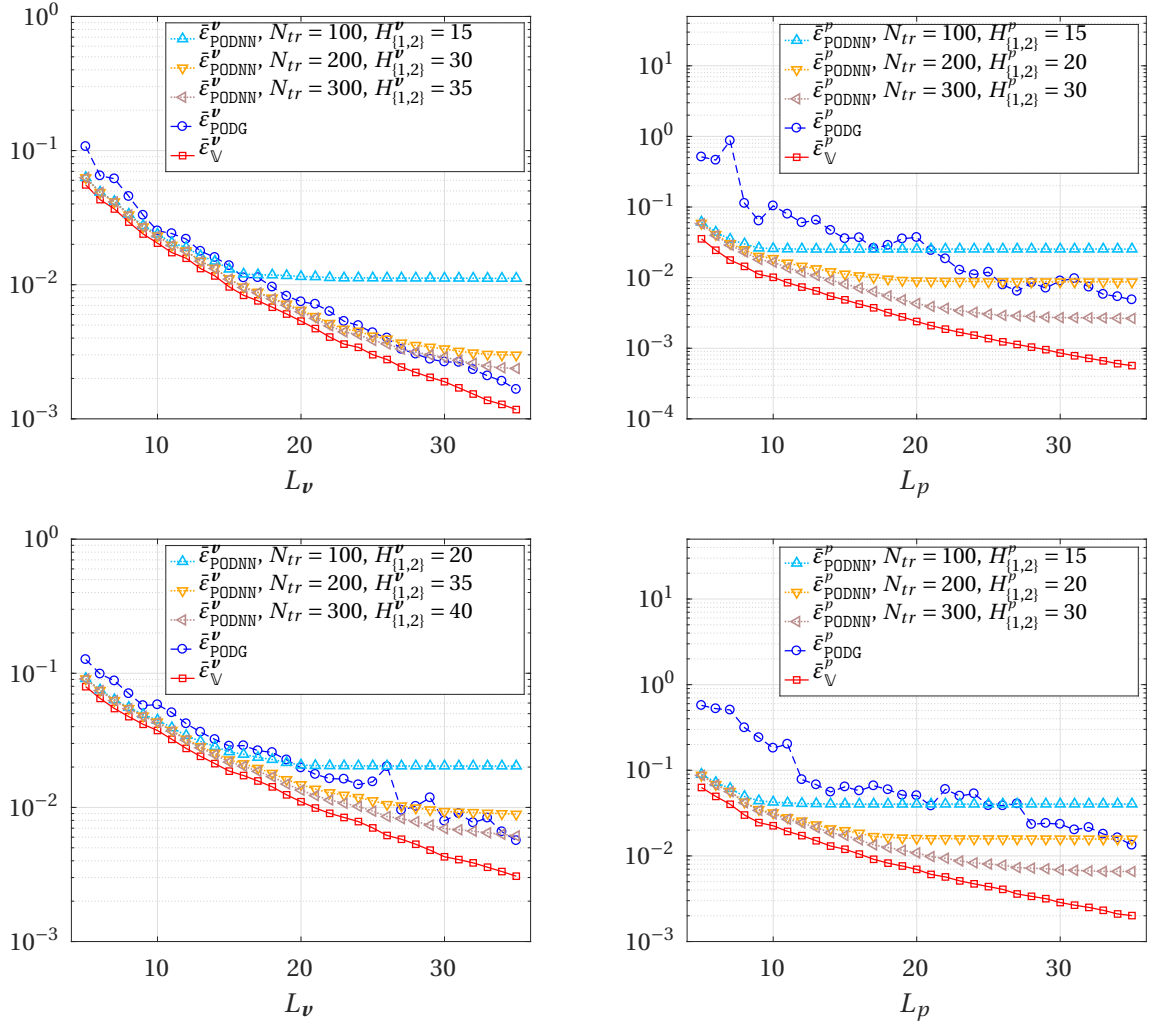 10^0
10^{-1}
10^{-2}
10^{-3}
ε̄^𝒗_PODNN, N_tr = 100, H^𝒗_{1,2} = 15
ε̄^𝒗_PODNN, N_tr = 200, H^𝒗_{1,2} = 30
ε̄^𝒗_PODNN, N_tr = 300, H^𝒗_{1,2} = 35
ε̄^𝒗_PODG
ε̄^𝒗_𝕍
10 20 30
L_𝒗
10^1
10^0
10^{-1}
10^{-2}
10^{-3}
10^{-4}
ε̄^p_PODNN, N_tr = 100, H^p_{1,2} = 15
ε̄^p_PODNN, N_tr = 200, H^p_{1,2} = 20
ε̄^p_PODNN, N_tr = 300, H^p_{1,2} = 30
ε̄^p_PODG
ε̄^p_𝕍
10 20 30
L_p
10^0
10^{-1}
10^{-2}
10^{-3}
ε̄^𝒗_PODNN, N_tr = 100, H^𝒗_{1,2} = 20
ε̄^𝒗_PODNN, N_tr = 200, H^𝒗_{1,2} = 35
ε̄^𝒗_PODNN, N_tr = 300, H^𝒗_{1,2} = 40
ε̄^𝒗_PODG
ε̄^𝒗_𝕍
10 20 30
L_𝒗
10^1
10^0
10^{-1}
10^{-2}
10^{-3}
ε̄^p_PODNN, N_tr = 100, H^p_{1,2} = 15
ε̄^p_PODNN, N_tr = 200, H^p_{1,2} = 20
ε̄^p_PODNN, N_tr = 300, H^p_{1,2} = 30
ε̄^p_PODG
ε̄^p_𝕍
10 20 30
L_p